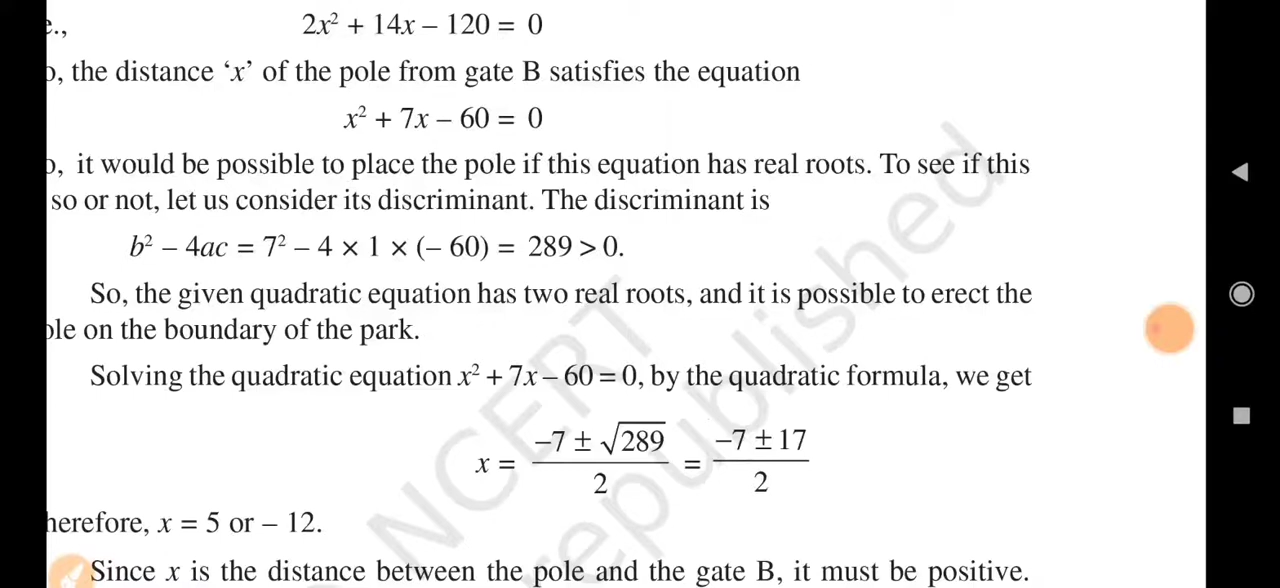 e., 2x² + 14x – 120 = 0
o, the distance ‘x’ of the pole from gate B satisfies the equation
x² + 7x – 60 = 0
o, it would be possible to place the pole if this equation has real roots. To see if this
so or not, let us consider its discriminant. The discriminant is
b² – 4ac = 7² – 4 × 1 × (– 60) = 289 > 0.
So, the given quadratic equation has two real roots, and it is possible to erect the
ole on the boundary of the park.
Solving the quadratic equation x² + 7x – 60 = 0, by the quadratic formula, we get
x = (–7 ± √289)/2 = (–7 ± 17)/2
herefore, x = 5 or – 12.
Since x is the distance between the pole and the gate B, it must be positive.
NCERT
republished